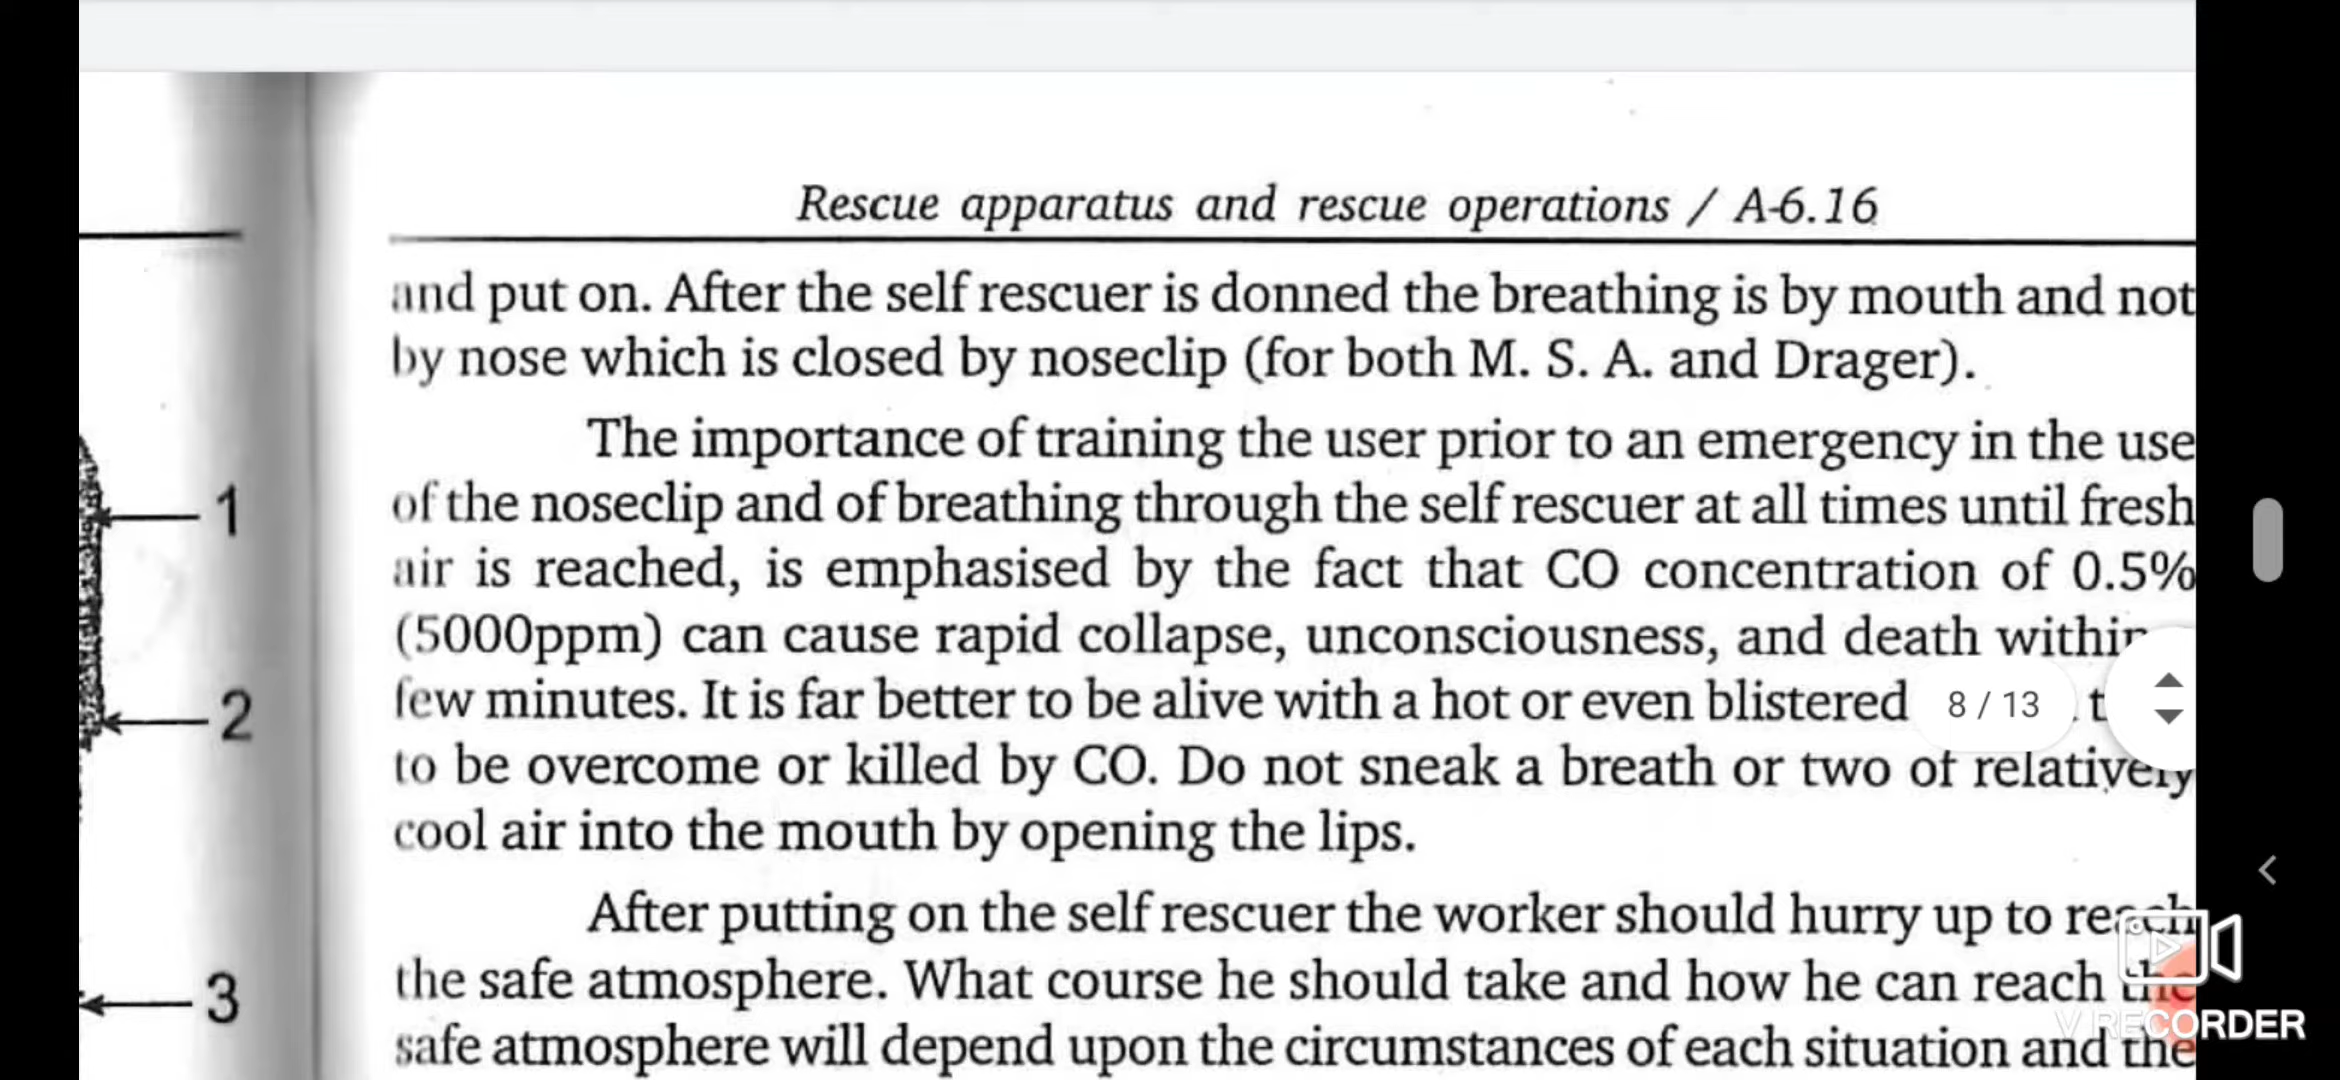 Rescue apparatus and rescue operations / A-6.16
and put on. After the self rescuer is donned the breathing is by mouth and not
by nose which is closed by noseclip (for both M. S. A. and Drager).
The importance of training the user prior to an emergency in the use
1
of the noseclip and of breathing through the self rescuer at all times until fresh
air is reached, is emphasised by the fact that CO concentration of 0.5%
(5000ppm) can cause rapid collapse, unconsciousness, and death within
2
few minutes. It is far better to be alive with a hot or even blistered
8 / 13
to be overcome or killed by CO. Do not sneak a breath or two of relatively
cool air into the mouth by opening the lips.
After putting on the self rescuer the worker should hurry up to reach
the safe atmosphere. What course he should take and how he can reach the
3
safe atmosphere will depend upon the circumstances of each situation and the
V RECORDER